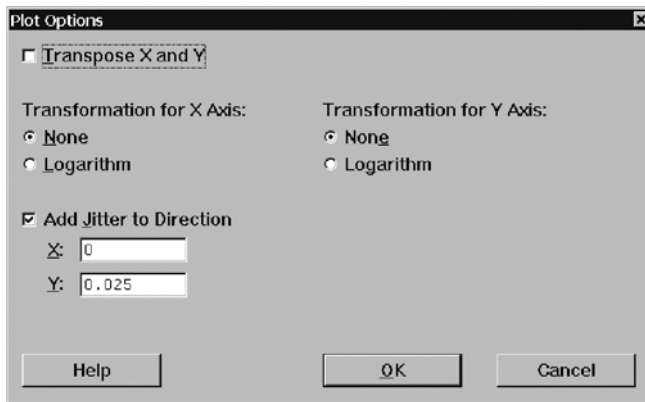 Plot Options
Transpose X and Y
Transformation for X Axis:
None
Logarithm
Transformation for Y Axis:
None
Logarithm
Add Jitter to Direction
X: 0
Y: 0.025
Help
OK
Cancel